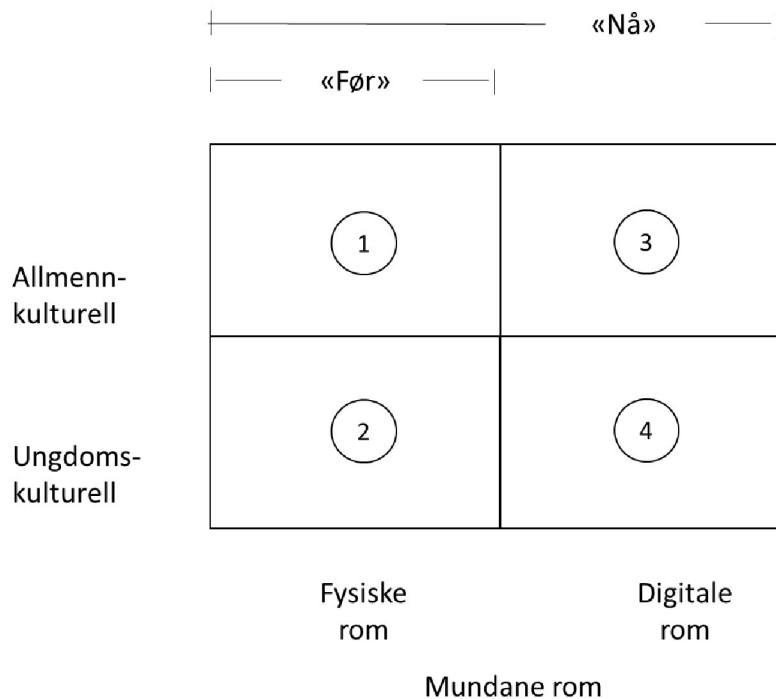 «Nå»
«Før»
1
3
Allmenn-
kulturell
2
4
Ungdoms-
kulturell
Fysiske
rom
Digitale
rom
Mundane rom